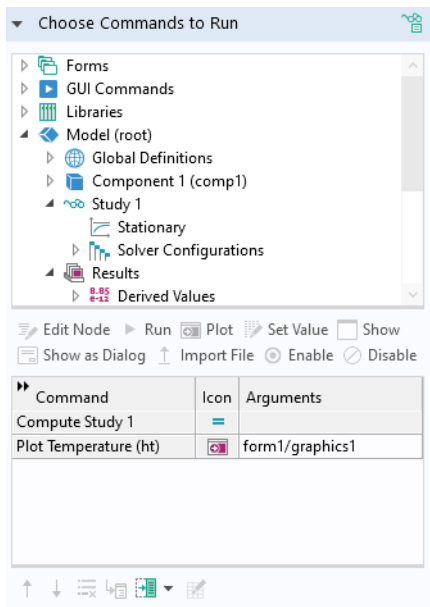 Choose Commands to Run
Forms
GUI Commands
Libraries
Model (root)
Global Definitions
Component 1 (comp1)
Study 1
Stationary
Solver Configurations
Results
8.85
e-12 Derived Values
Edit Node Run Plot Set Value Show
Show as Dialog Import File Enable Disable
Command Icon Arguments
Compute Study 1 =
Plot Temperature (ht) form1/graphics1